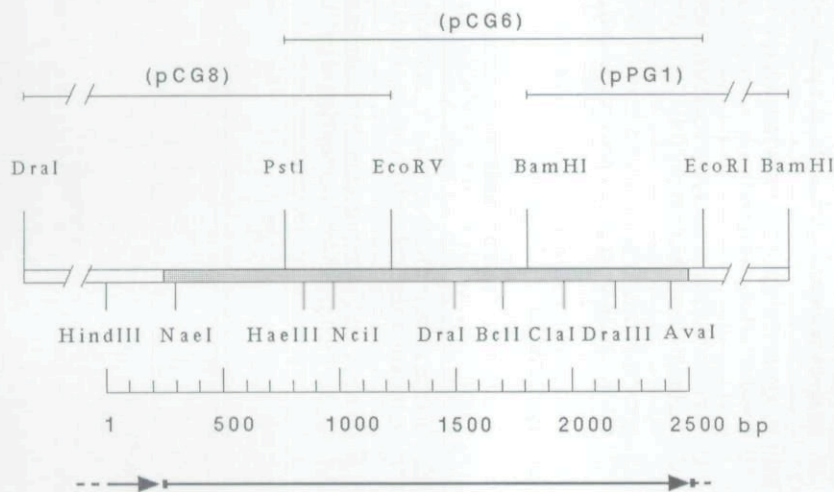 (pCG6)
(pCG8) (pPG1)
DraI PstI EcoRV BamHI EcoRI BamHI
HindIII NaeI HaeIII NciI DraI BclI ClaI DraIII AvaI
1 500 1000 1500 2000 2500 bp